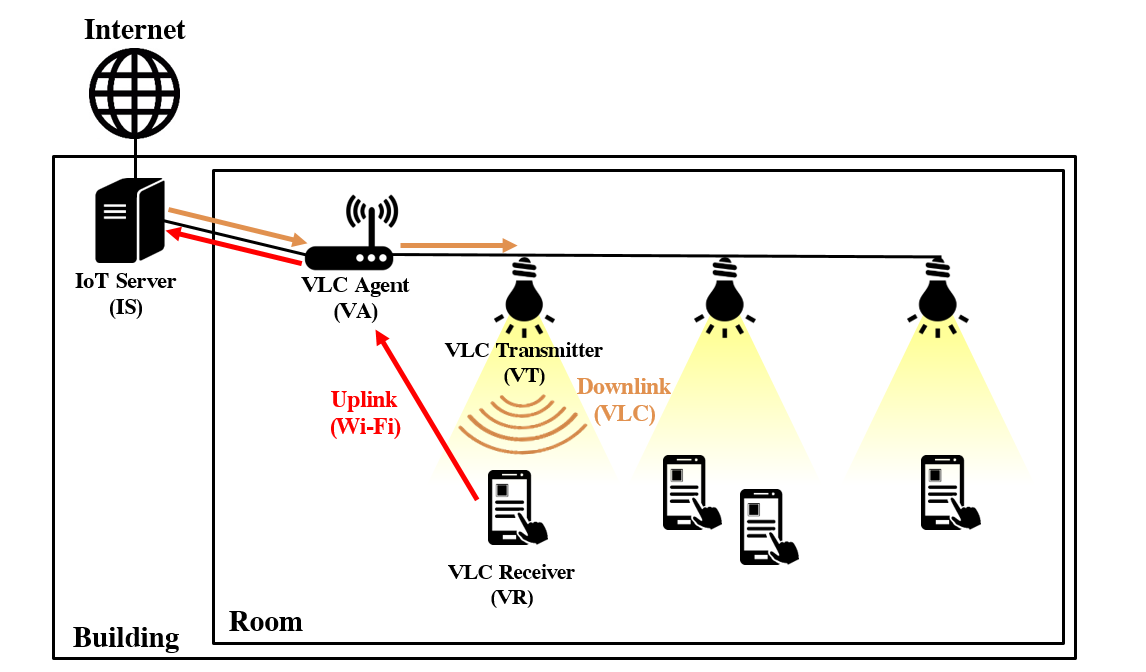 Internet
IoT Server
(IS)
VLC Agent
(VA)
VLC Transmitter
(VT)
Downlink
(VLC)
Uplink
(Wi-Fi)
VLC Receiver
(VR)
Room
Building